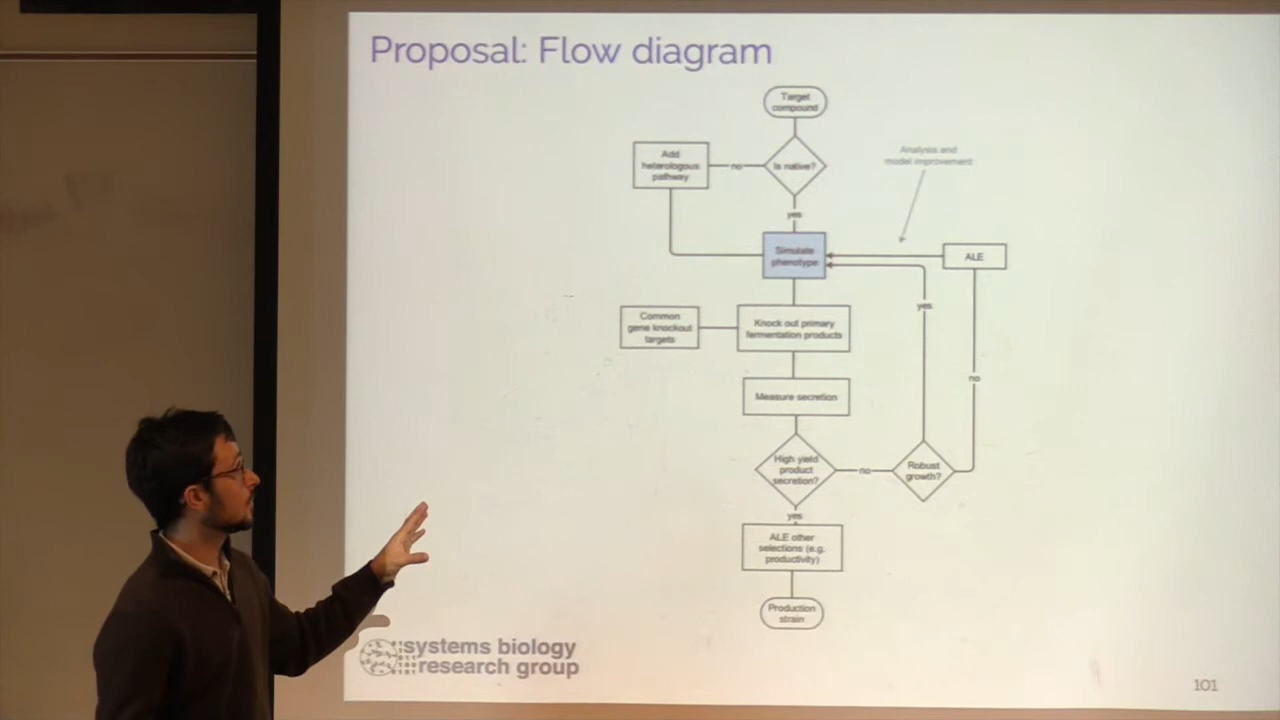 Proposal: Flow diagram
Target
compound
Add
heterologous
pathway
no
Is native?
Analysis and
model improvement
yes
Simulate
phenotype
ALE
yes
Common
gene knockout
targets
Knock out primary
fermentation products
no
Measure secretion
High yield
product
secretion?
no
Robust
growth?
yes
ALE other
selections (e.g.
productivity)
Production
strain
systems biology
research group
101